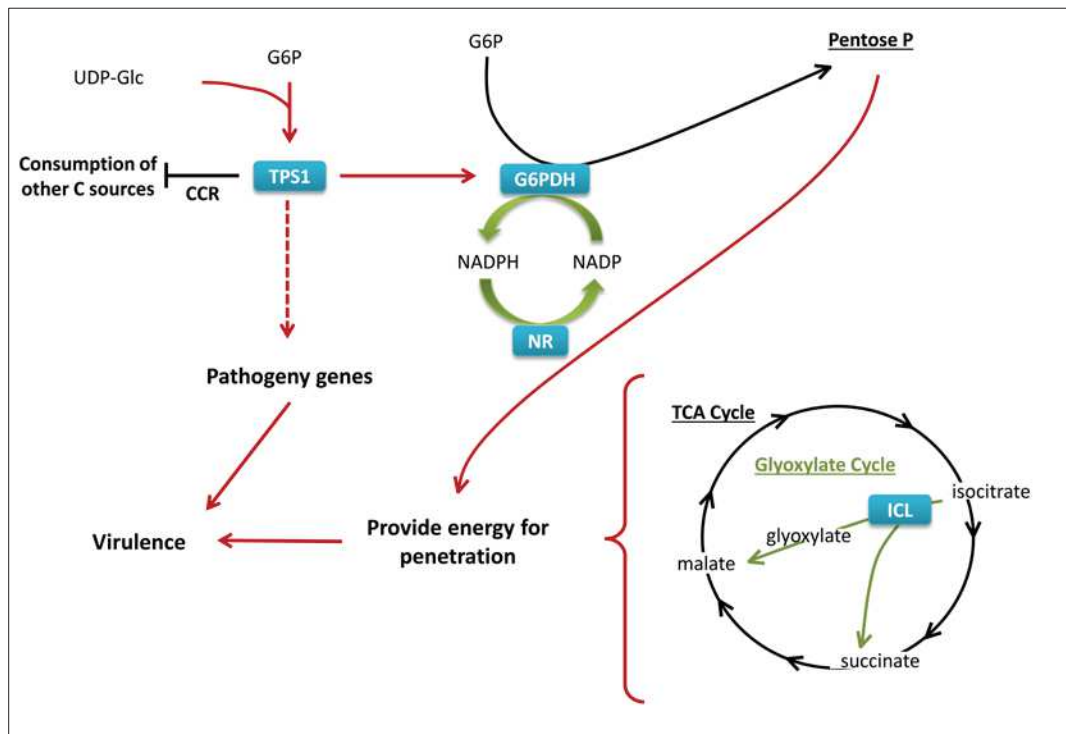 G6P
Pentose P
G6P
UDP-Glc
Consumption of
other C sources
CCR
TPS1
G6PDH
NADPH
NADP
NR
Pathogeny genes
TCA Cycle
Glyoxylate Cycle
isocitrate
ICL
glyoxylate
malate
succinate
Virulence
Provide energy for
penetration